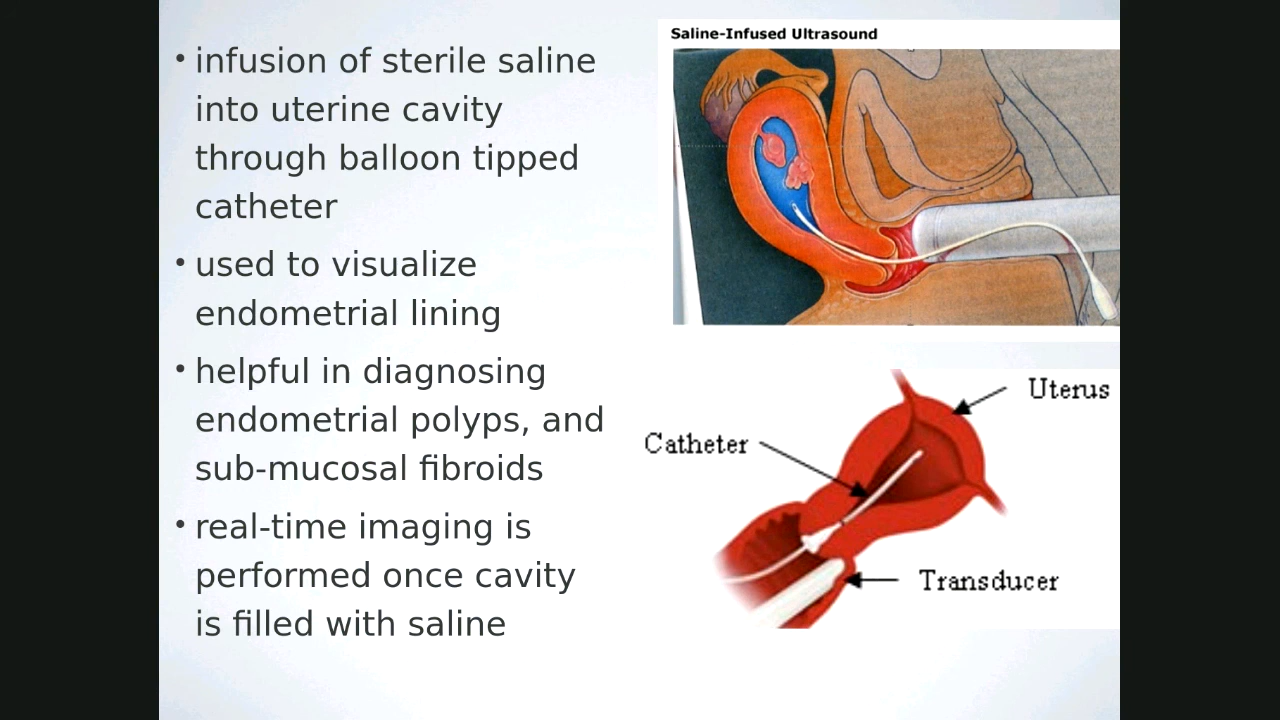 • infusion of sterile saline
into uterine cavity
through balloon tipped
catheter
• used to visualize
endometrial lining
• helpful in diagnosing
endometrial polyps, and
sub-mucosal fibroids
• real-time imaging is
performed once cavity
is filled with saline
Saline-Infused Ultrasound
Uterus
Catheter
Transducer